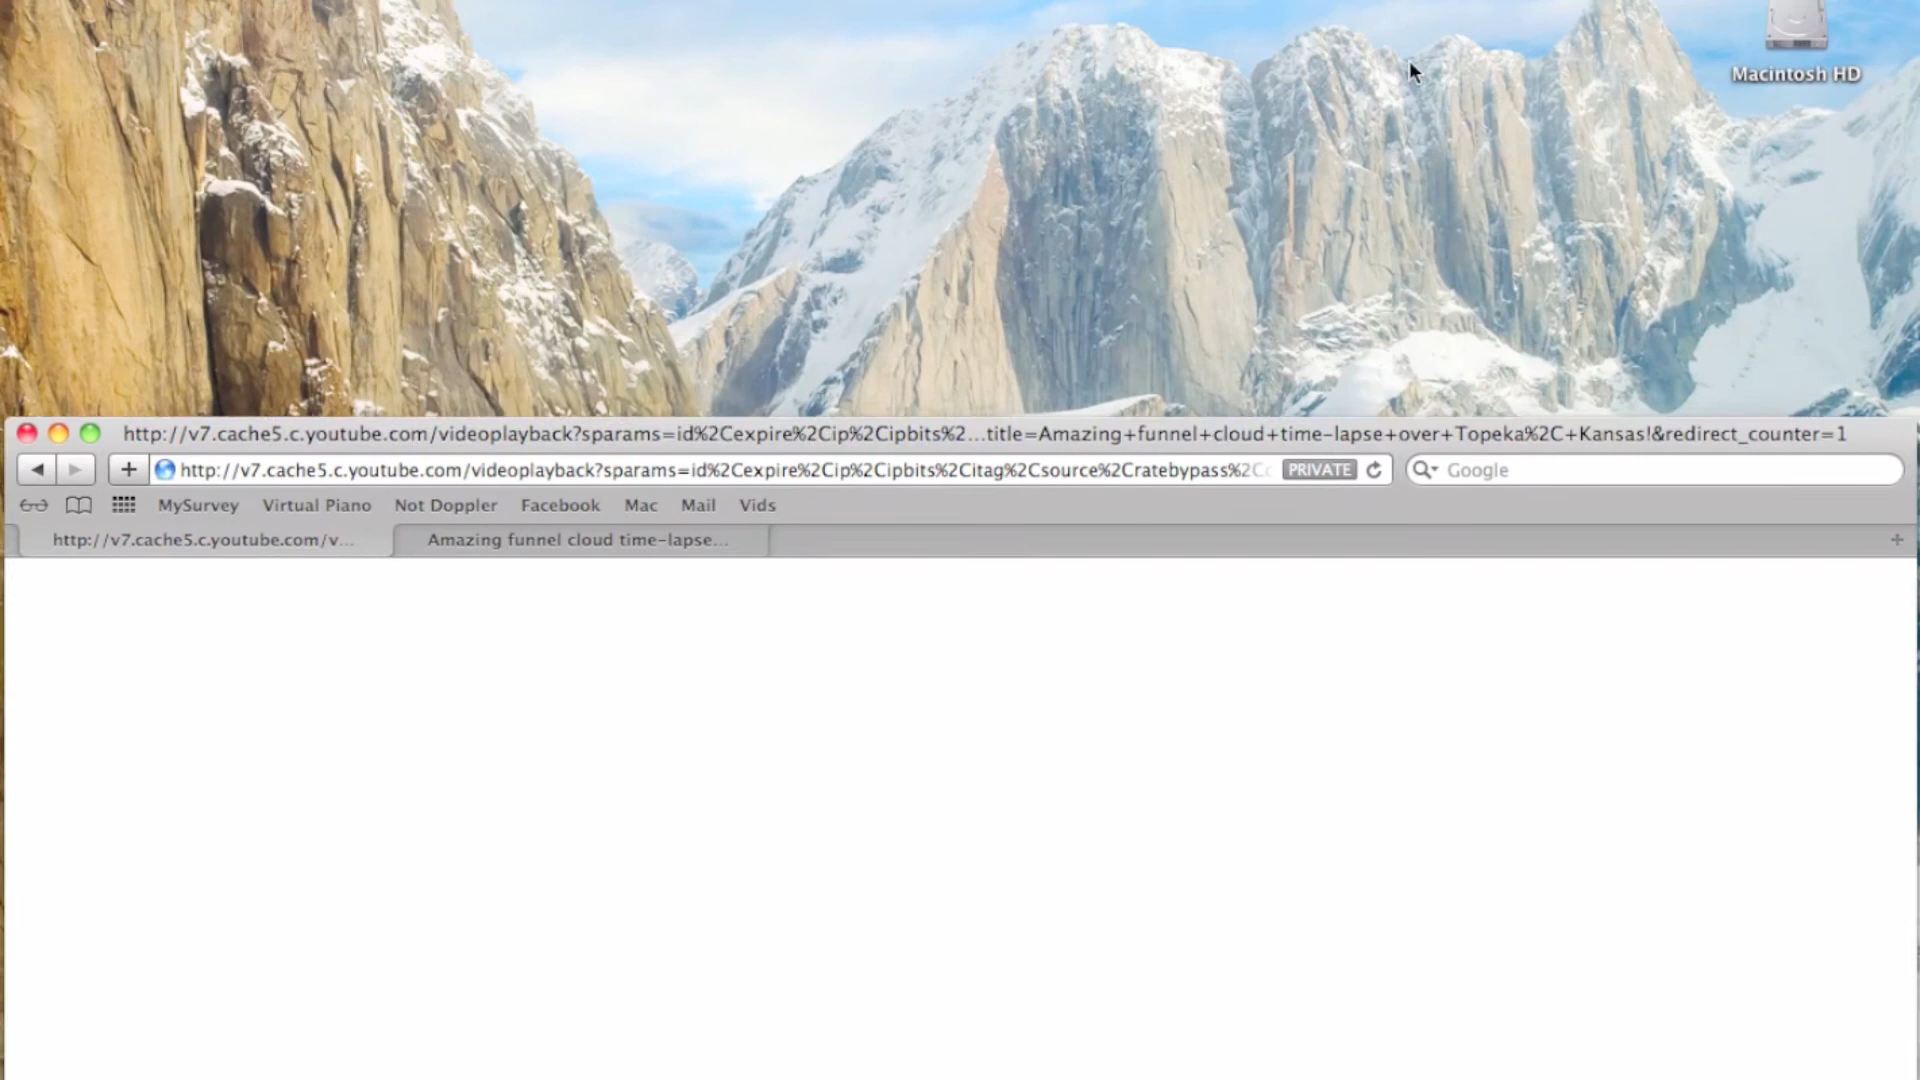 Macintosh HD
http://v7.cache5.c.youtube.com/videoplayback?sparams=id%2Cexpire%2Cip%2Cipbits%2...title=Amazing+funnel+cloud+time-lapse+over+Topeka%2C+Kansas!&redirect_counter=1
http://v7.cache5.c.youtube.com/videoplayback?sparams=id%2Cexpire%2Cip%2Cipbits%2Citag%2Csource%2Cratebypass%2C PRIVATE Google
MySurvey Virtual Piano Not Doppler Facebook Mac Mail Vids
http://v7.cache5.c.youtube.com/v... Amazing funnel cloud time-lapse...